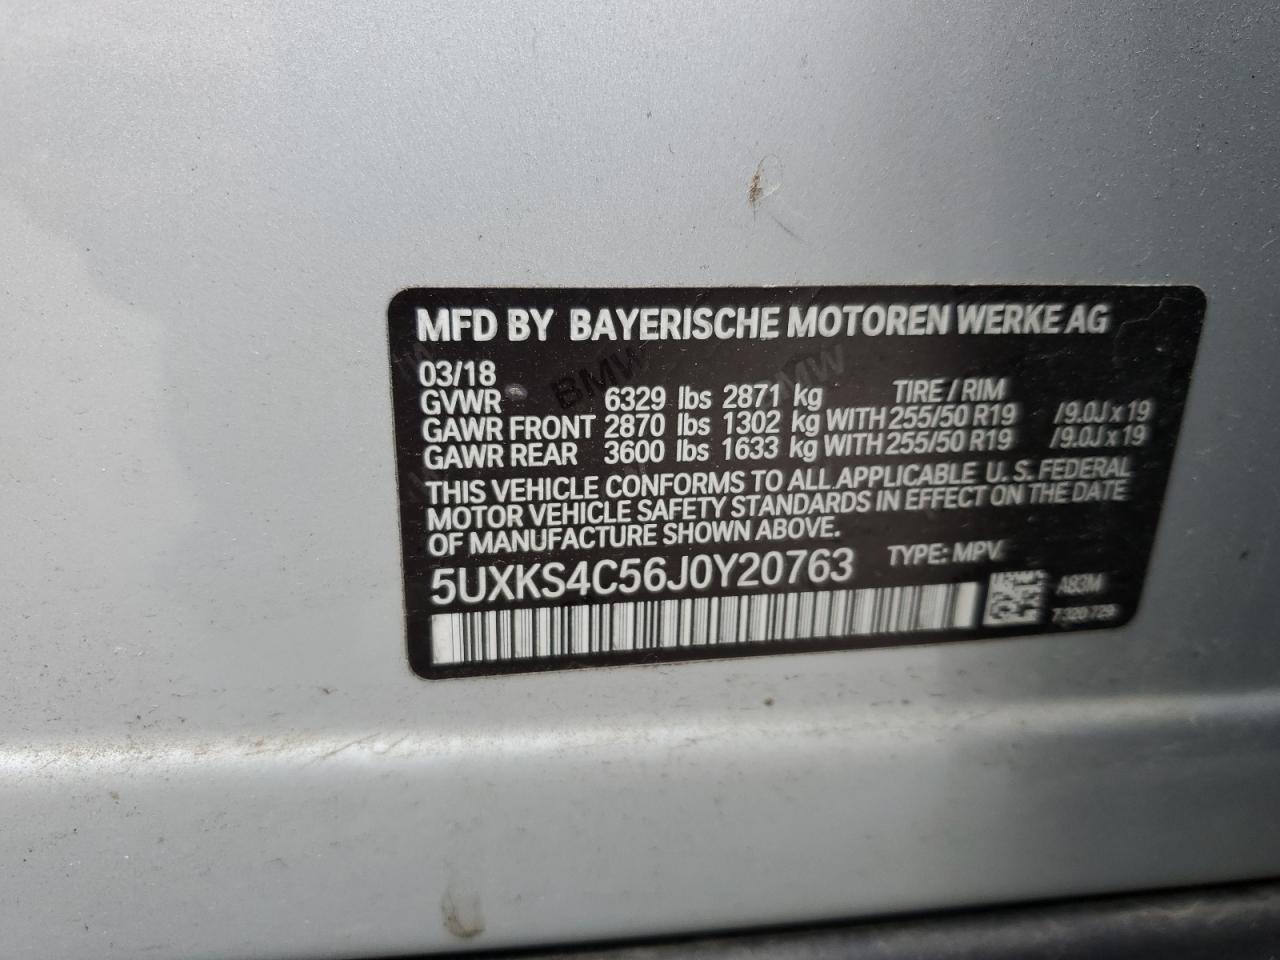 MFD BY BAYERISCHE MOTOREN WERKE AG
03/18
GVWR 6329 lbs 2871 kg TIRE / RIM
GAWR FRONT 2870 lbs 1302 kg WITH 255/50 R19 /9.0J x 19
GAWR REAR 3600 lbs 1633 kg WITH 255/50 R19 /9.0J x 19
THIS VEHICLE CONFORMS TO ALL APPLICABLE U.S. FEDERAL
MOTOR VEHICLE SAFETY STANDARDS IN EFFECT ON THE DATE
OF MANUFACTURE SHOWN ABOVE.
5UXKS4C56J0Y20763 TYPE: MPV
A83M
7 320 729
BMW
BMW